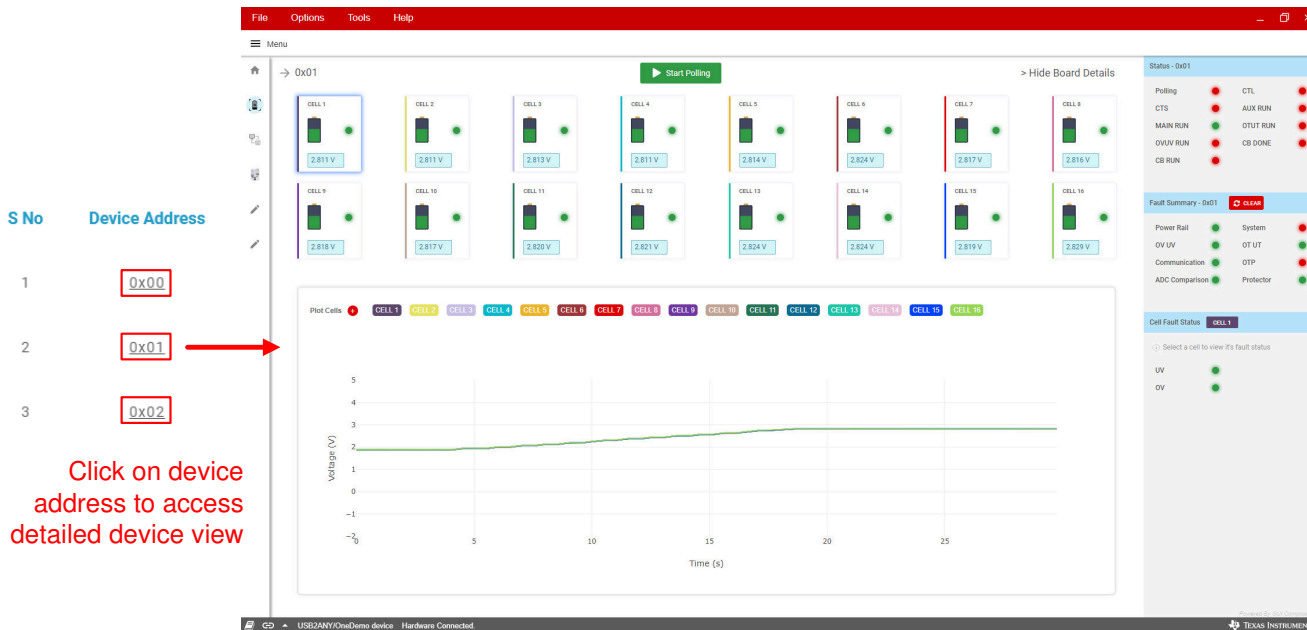 File Options Tools Help
Menu
S No Device Address
1 0x00
2 0x01
3 0x02
Click on device
address to access
detailed device view
0x01 Start Polling > Hide Board Details
CELL 1 CELL 2 CELL 3 CELL 4 CELL 5 CELL 6 CELL 7 CELL 8
2.811 V 2.811 V 2.813 V 2.811 V 2.814 V 2.824 V 2.817 V 2.816 V
CELL 9 CELL 10 CELL 11 CELL 12 CELL 13 CELL 14 CELL 15 CELL 16
2.818 V 2.817 V 2.820 V 2.821 V 2.824 V 2.824 V 2.819 V 2.829 V
Plot Cells CELL 1 CELL 2 CELL 3 CELL 4 CELL 5 CELL 6 CELL 7 CELL 8 CELL 9 CELL 10 CELL 11 CELL 12 CELL 13 CELL 14 CELL 15 CELL 16
5
4
3
2
1
0
−1
−2
Voltage (V)
0 5 10 15 20 25
Time (s)
Status - 0x01
Polling CTL
CTS AUX RUN
MAIN RUN OTUT RUN
OVUV RUN CB DONE
CB RUN
Fault Summary - 0x01 CLEAR
Power Rail System
OV UV OT UT
Communication OTP
ADC Comparison Protector
Cell Fault Status CELL 1
Select a cell to view it's fault status
UV
OV
Powered By GUI
USB2ANY/OneDemo device Hardware Connected.
TEXAS INSTRUMEN